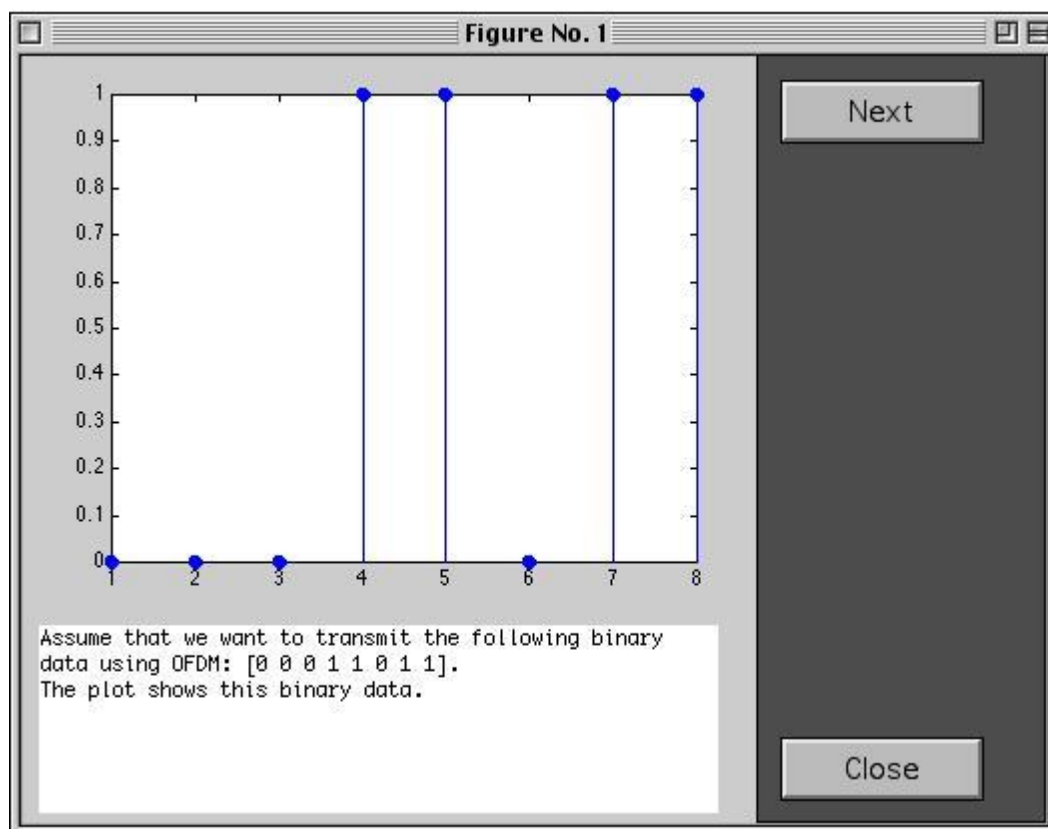 Figure No. 1
1
0.9
0.8
0.7
0.6
0.5
0.4
0.3
0.2
0.1
0
1 2 3 4 5 6 7 8
Next
Assume that we want to transmit the following binary
data using OFDM: [0 0 0 1 1 0 1 1].
The plot shows this binary data.
Close